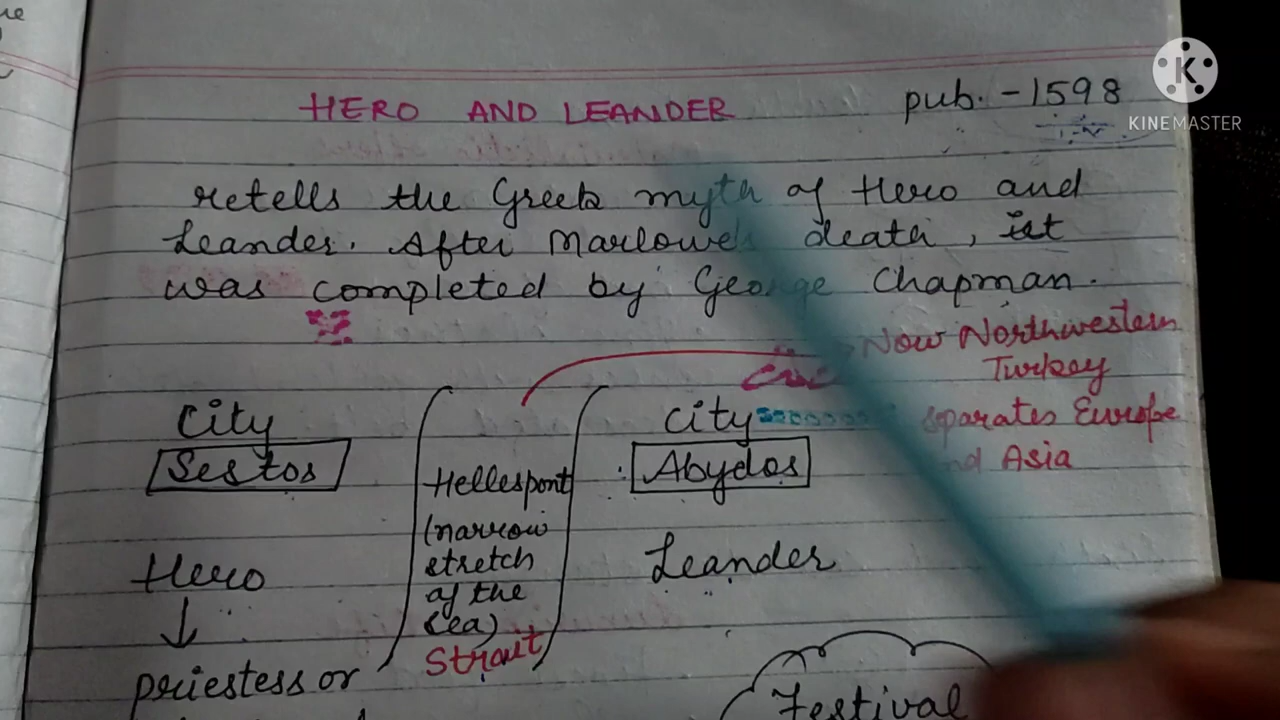 HERO AND LEANDER
pub. - 1598
KINEMASTER
retells the Greek myth of Hero and
Leander. After Marlowe's death, it
was completed by George Chapman.
Now Northwestern
Turkey
separates Europe
and Asia
City
Sestos
Hellespont
(narrow
stretch
of the
Sea)
Strait
City
Abydos
Hero
Leander
↓
priestess or
Festival